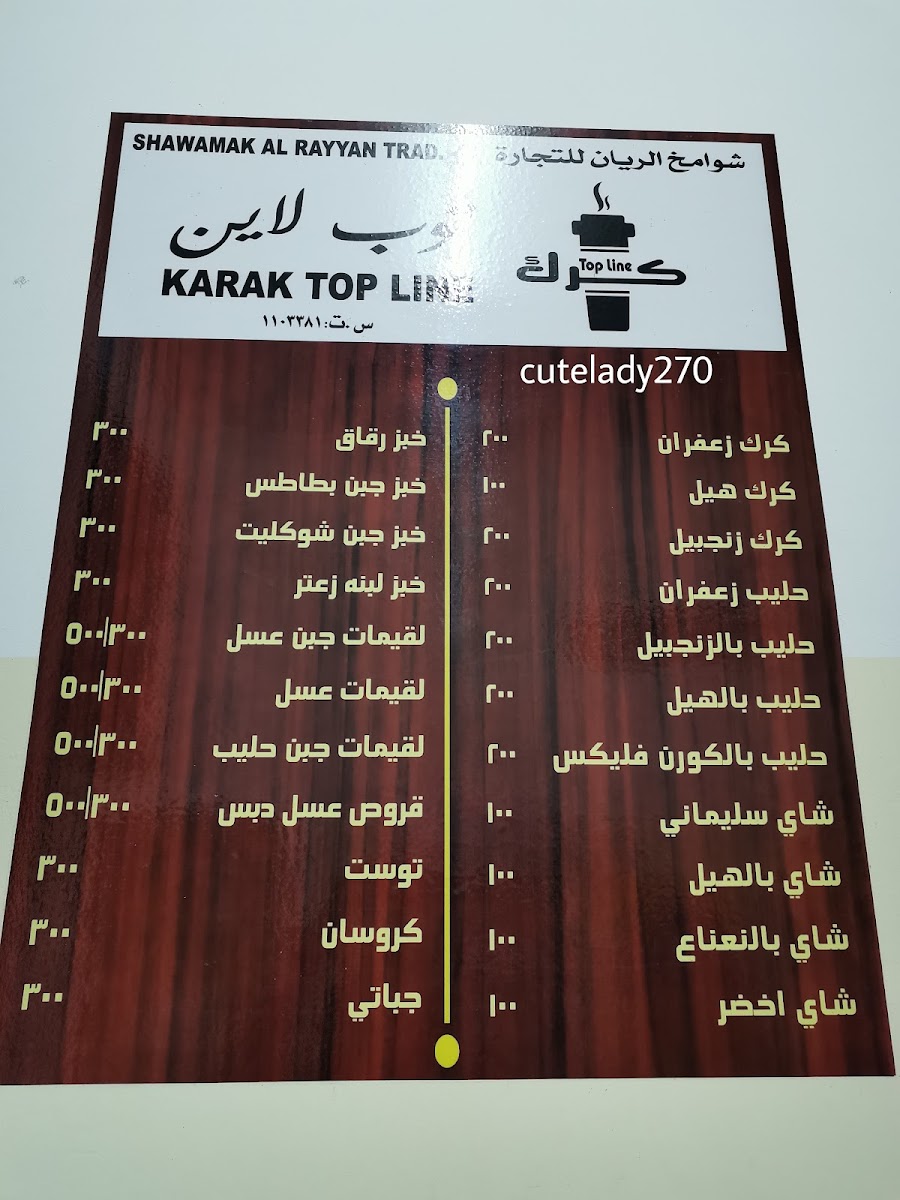 SHAWAMAK AL RAYYAN TRAD. شوامخ الريان للتجارة
توب لاين
KARAK TOP LINE
س.ت: ١١٠٣٣٨١
كرك
Top Line
cutelady270
كرك زعفران ٢٠٠
كرك هيل ١٠٠
كرك زنجبيل ٢٠٠
حليب زعفران ٢٠٠
حليب بالزنجبيل ٢٠٠
حليب بالهيل ٢٠٠
حليب بالكورن فليكس ٢٠٠
شاي سليماني ١٠٠
شاي بالهيل ١٠٠
شاي بالنعناع ١٠٠
شاي اخضر ١٠٠
خبز رقاق ٣٠٠
خبز جبن بطاطس ٣٠٠
خبز جبن شوكليت ٣٠٠
خبز لبنه زعتر ٣٠٠
لقيمات جبن عسل ٥٠٠/٣٠٠
لقيمات عسل ٥٠٠/٣٠٠
لقيمات جبن حليب ٥٠٠/٣٠٠
قروص عسل دبس ٥٠٠/٣٠٠
توست ٣٠٠
كروسان ٣٠٠
جباتي ٣٠٠